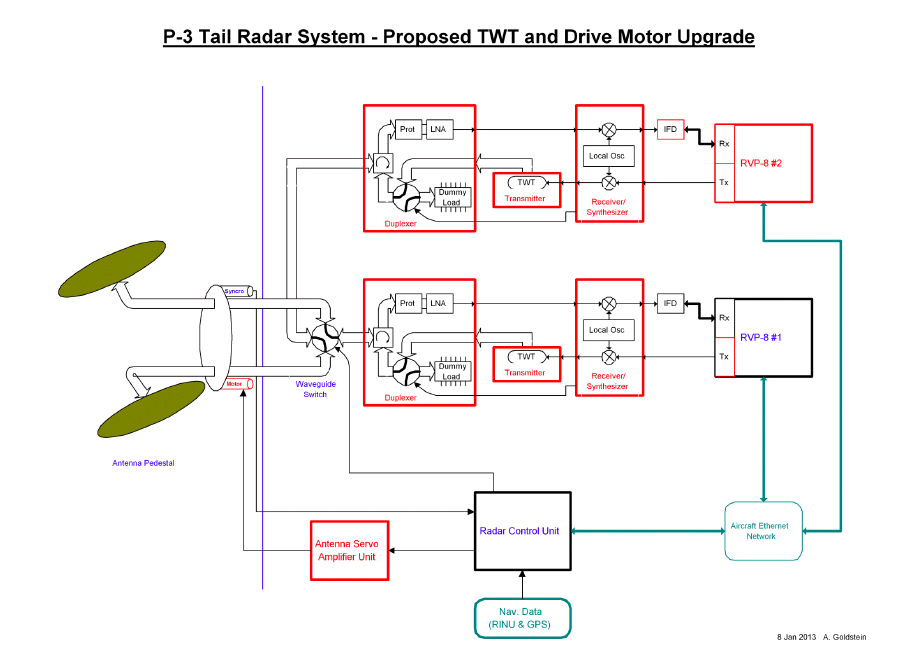 P-3 Tail Radar System - Proposed TWT and Drive Motor Upgrade
Prot
LNA
IFD
Rx
RVP-8 #2
Local Osc
Tx
TWT
Dummy
Load
Transmitter
Receiver/
Synthesizer
Duplexer
Syncro
Prot
LNA
IFD
Rx
RVP-8 #1
Local Osc
Tx
TWT
Dummy
Load
Transmitter
Receiver/
Synthesizer
Duplexer
Motor
Waveguide
Switch
Antenna Pedestal
Radar Control Unit
Aircraft Ethernet
Network
Antenna Servo
Amplifier Unit
Nav. Data
(RINU & GPS)
8 Jan 2013 A. Goldstein